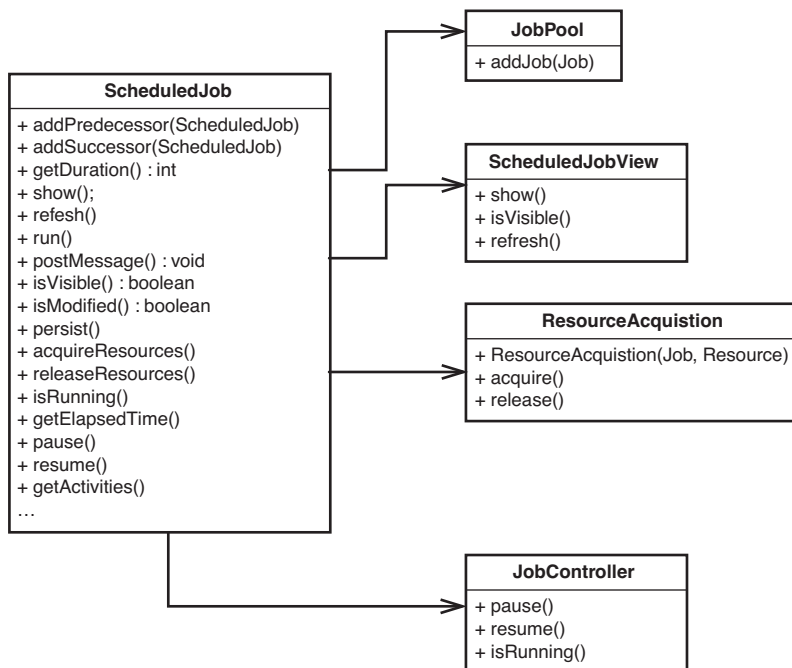 ScheduledJob
+ addPredecessor(ScheduledJob)
+ addSuccessor(ScheduledJob)
+ getDuration() : int
+ show();
+ refesh()
+ run()
+ postMessage() : void
+ isVisible() : boolean
+ isModified() : boolean
+ persist()
+ acquireResources()
+ releaseResources()
+ isRunning()
+ getElapsedTime()
+ pause()
+ resume()
+ getActivities()
…
JobPool
+ addJob(Job)
ScheduledJobView
+ show()
+ isVisible()
+ refresh()
ResourceAcquistion
+ ResourceAcquistion(Job, Resource)
+ acquire()
+ release()
JobController
+ pause()
+ resume()
+ isRunning()